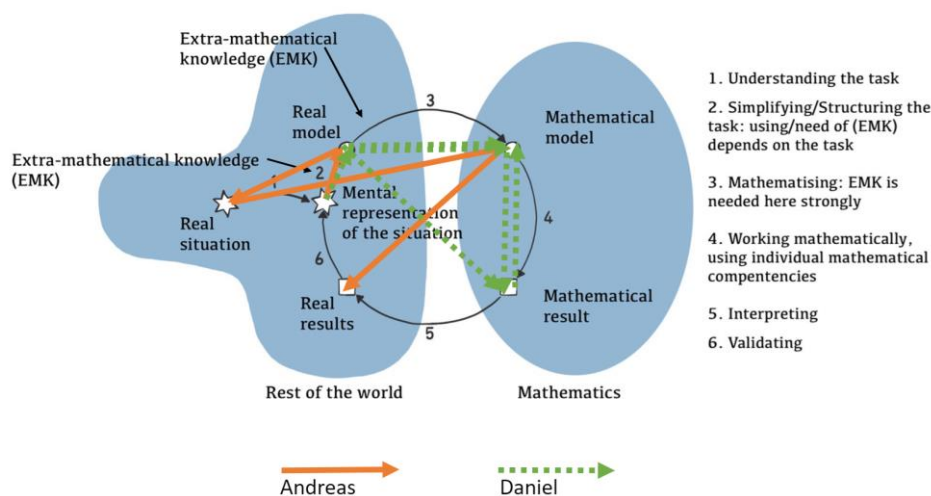 Extra-mathematical
knowledge (EMK)
3
Real
model
Mathematical
model
Extra-mathematical knowledge
(EMK)
1
2
Mental
representation
of the situation
Real
situation
4
6
Real
results
Mathematical
result
5
Rest of the world
Mathematics
1. Understanding the task
2. Simplifying/Structuring the
task: using/need of (EMK)
depends on the task
3. Mathematising: EMK is
needed here strongly
4. Working mathematically,
using individual mathematical
compentencies
5. Interpreting
6. Validating
Andreas
Daniel